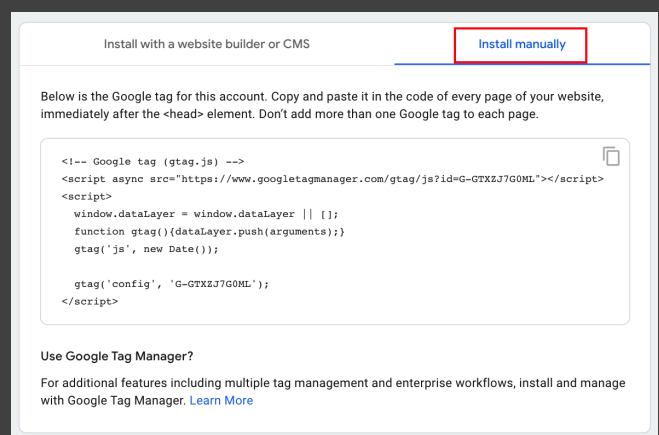 Install with a website builder or CMS
Install manually
Below is the Google tag for this account. Copy and paste it in the code of every page of your website,
immediately after the <head> element. Don't add more than one Google tag to each page.
<!-- Google tag (gtag.js) -->
<script async src="https://www.googletagmanager.com/gtag/js?id=G-GTXZJ7G0ML"></script>
<script>
  window.dataLayer = window.dataLayer || [];
  function gtag(){dataLayer.push(arguments);}
  gtag('js', new Date());

  gtag('config', 'G-GTXZJ7G0ML');
</script>
Use Google Tag Manager?
For additional features including multiple tag management and enterprise workflows, install and manage
with Google Tag Manager. Learn More